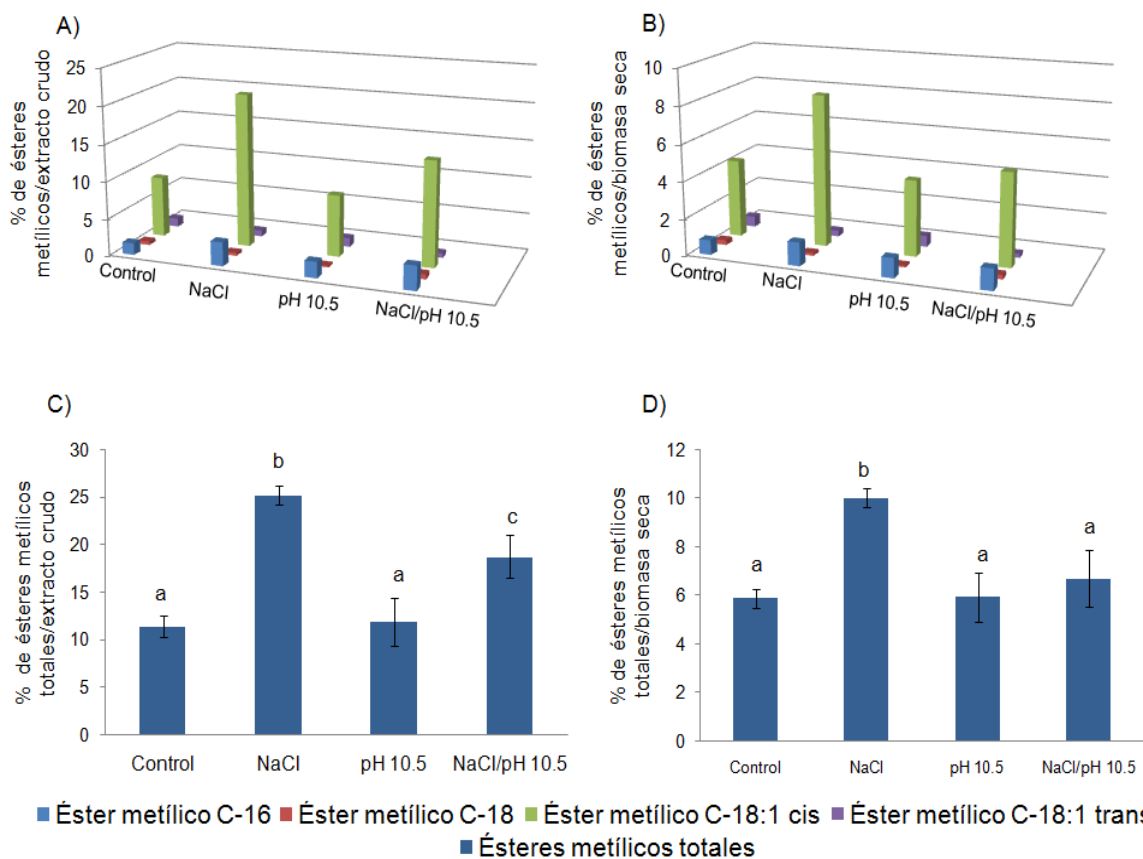 A)
% de ésteres
metílicos/extracto crudo
25
20
15
10
5
0
Control
NaCl
pH 10.5
NaCl/pH 10.5
B)
% de ésteres
metílicos/biomasa seca
10
8
6
4
2
0
Control
NaCl
pH 10.5
NaCl/pH 10.5
C)
% de ésteres metílicos
totales/extracto crudo
30
25
20
15
10
5
0
a
b
a
c
Control
NaCl
pH 10.5
NaCl/pH 10.5
D)
% de ésteres metílicos
totales/biomasa seca
12
10
8
6
4
2
0
a
b
a
a
Control
NaCl
pH 10.5
NaCl/pH 10.5
Éster metílico C-16 Éster metílico C-18 Éster metílico C-18:1 cis Éster metílico C-18:1 trans
Ésteres metílicos totales